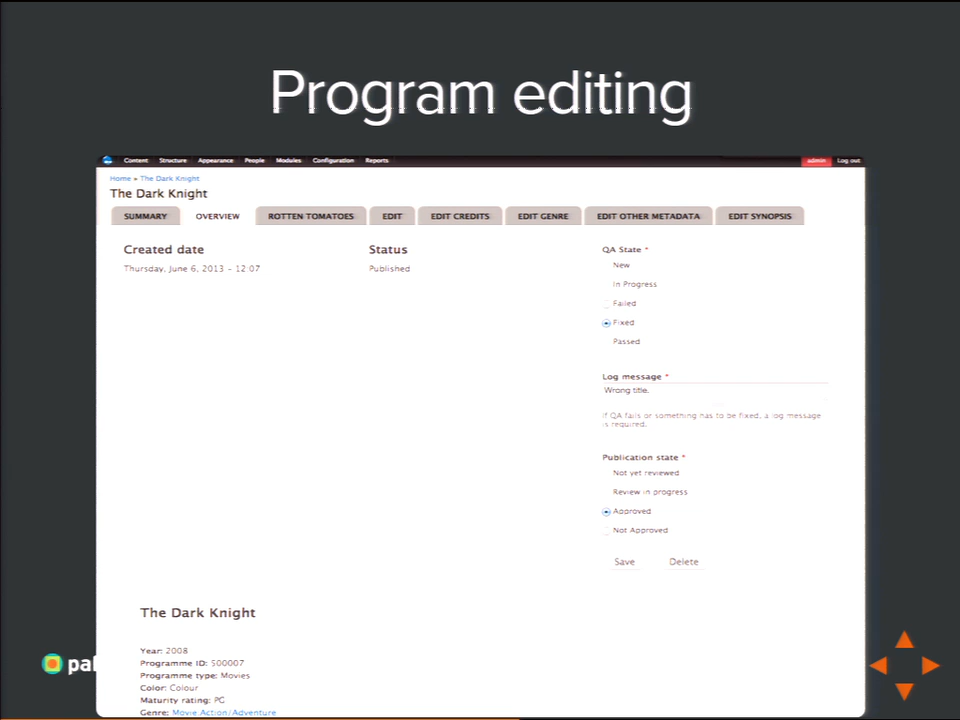 Program editing
Content Structure Appearance People Modules Configuration Reports admin Log out
Home » The Dark Knight
The Dark Knight
SUMMARY OVERVIEW ROTTEN TOMATOES EDIT EDIT CREDITS EDIT GENRE EDIT OTHER METADATA EDIT SYNOPSIS
Created date
Thursday, June 6, 2013 - 12:07
Status
Published
QA State *
New
In Progress
Failed
Fixed
Passed
Log message *
Wrong title.
If QA fails or something has to be fixed, a log message
is required.
Publication state *
Not yet reviewed
Review in progress
Approved
Not Approved
Save Delete
The Dark Knight
Year: 2008
Programme ID: 500007
Programme type: Movies
Color: Colour
Maturity rating: PG
Genre: Movie Action/Adventure